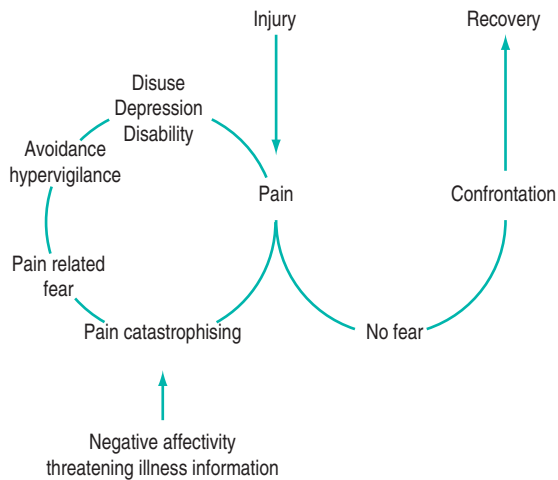 Injury
Recovery
Disuse
Depression
Disability
Avoidance
hypervigilance
Pain
Confrontation
Pain related
fear
Pain catastrophising
No fear
Negative affectivity
threatening illness information